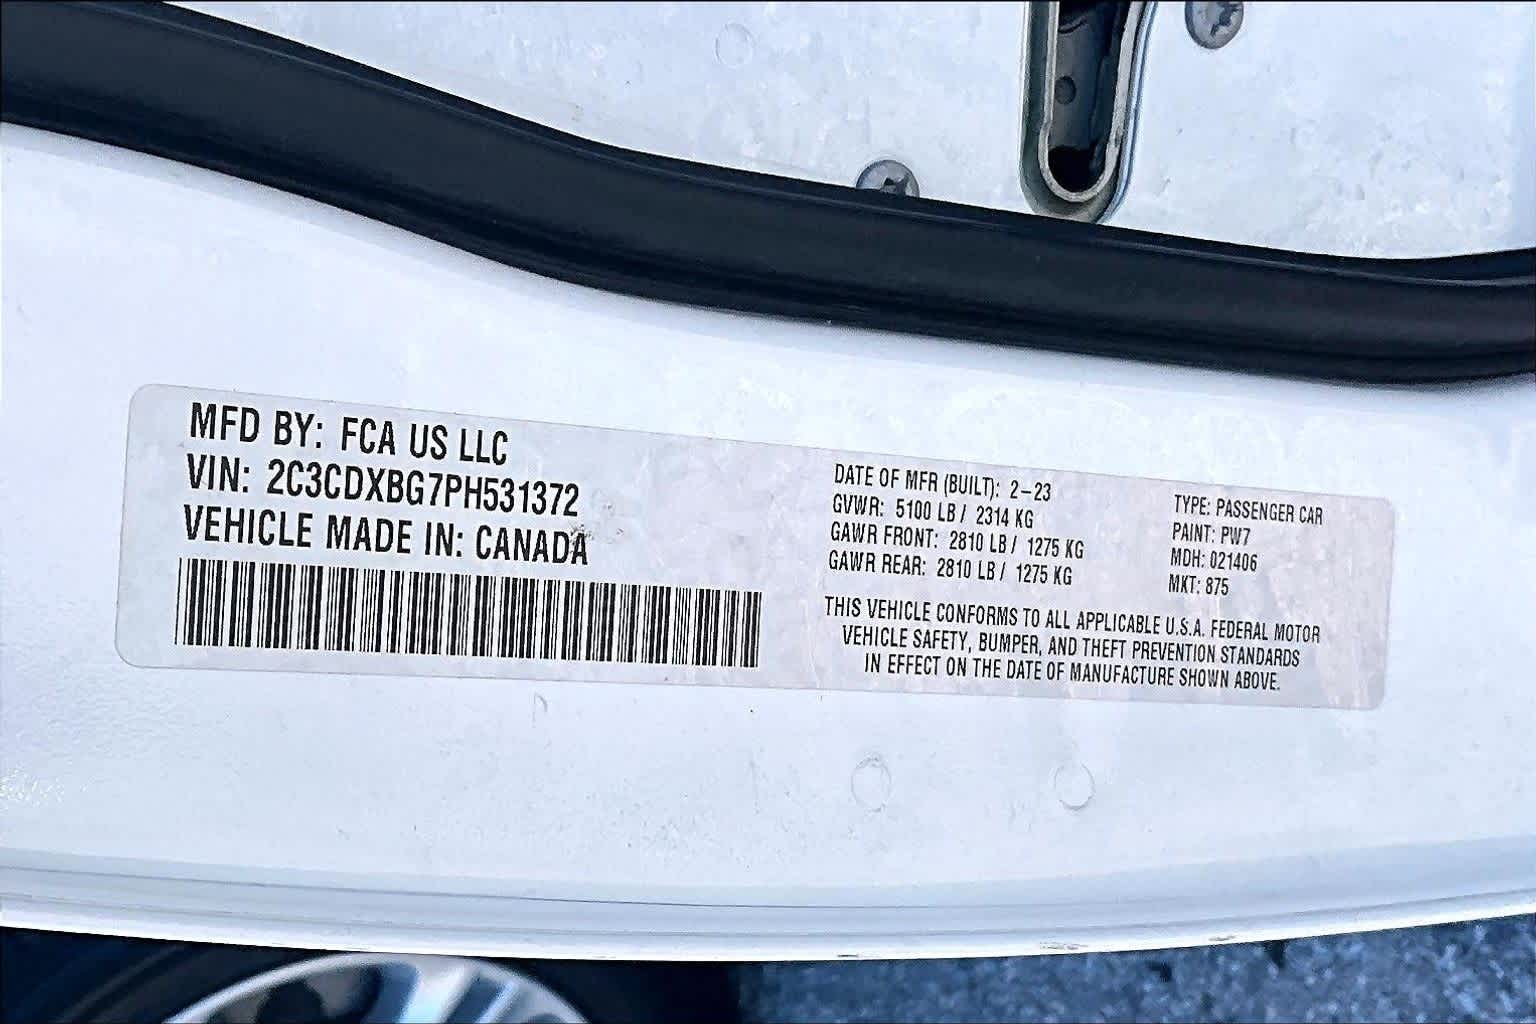 MFD BY: FCA US LLC
VIN: 2C3CDXBG7PH531372
VEHICLE MADE IN: CANADA
DATE OF MFR (BUILT): 2-23
GVWR: 5100 LB / 2314 KG
GAWR FRONT: 2810 LB / 1275 KG
GAWR REAR: 2810 LB / 1275 KG
TYPE: PASSENGER CAR
PAINT: PW7
MDH: 021406
MKT: 875
THIS VEHICLE CONFORMS TO ALL APPLICABLE U.S.A. FEDERAL MOTOR
VEHICLE SAFETY, BUMPER, AND THEFT PREVENTION STANDARDS
IN EFFECT ON THE DATE OF MANUFACTURE SHOWN ABOVE.